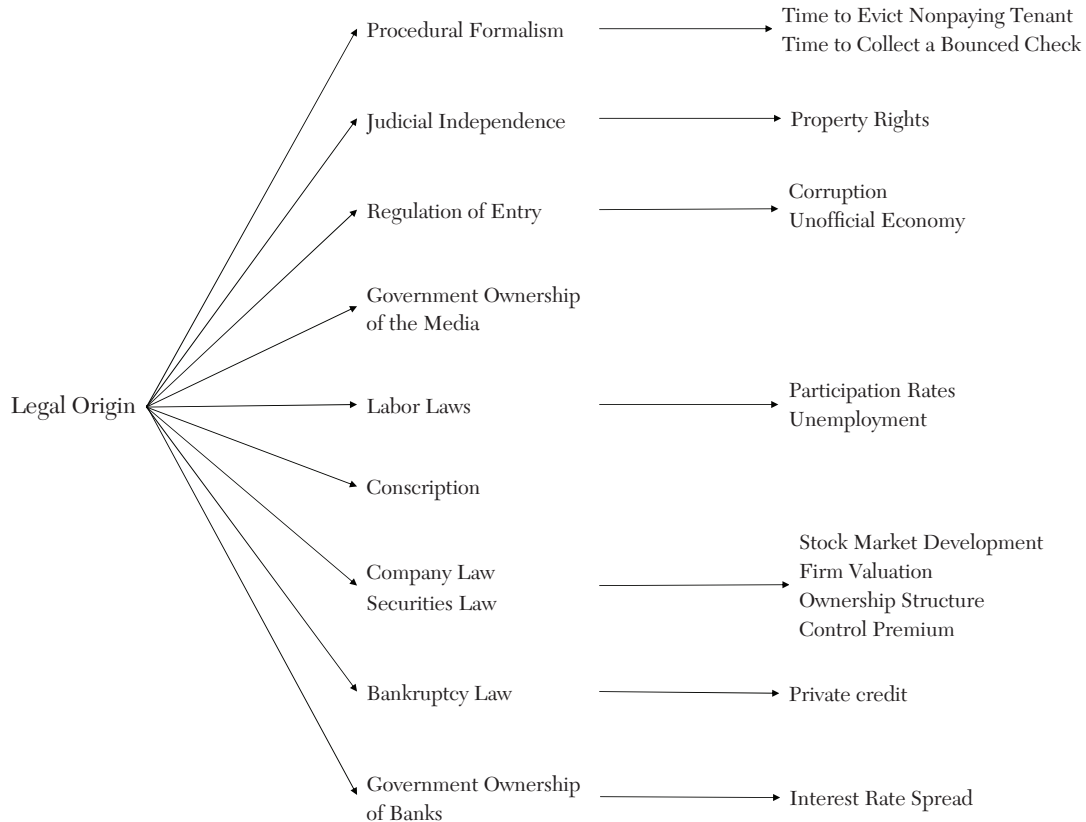 Procedural Formalism
Time to Evict Nonpaying Tenant
Time to Collect a Bounced Check
Judicial Independence
Property Rights
Regulation of Entry
Corruption
Unofficial Economy
Government Ownership
of the Media
Legal Origin
Labor Laws
Participation Rates
Unemployment
Conscription
Company Law
Securities Law
Stock Market Development
Firm Valuation
Ownership Structure
Control Premium
Bankruptcy Law
Private credit
Government Ownership
of Banks
Interest Rate Spread